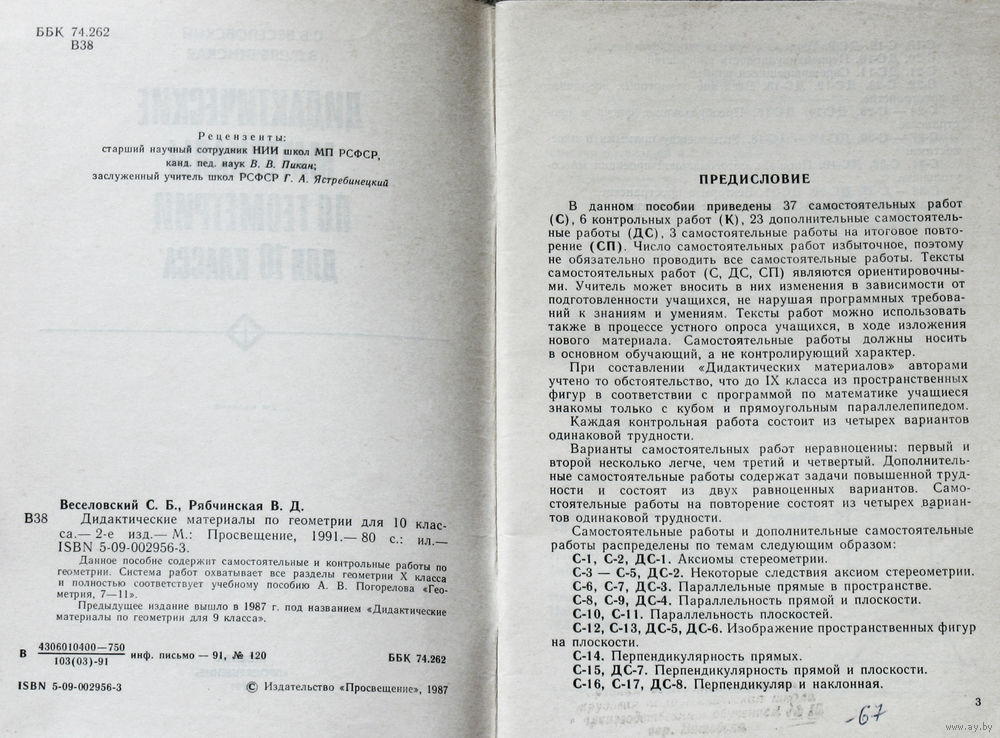 ББК 74.262
В38
Рецензенты:
старший научный сотрудник НИИ школ МП РСФСР,
канд. пед. наук В. В. Пикан;
заслуженный учитель школ РСФСР Г. А. Ястребинецкий
Веселовский С. Б., Рябчинская В. Д.
В38 Дидактические материалы по геометрии для 10 клас-
са.— 2-е изд.— М.: Просвещение, 1991.— 80 с.: ил.—
ISBN 5-09-002956-3.
Данное пособие содержит самостоятельные и контрольные работы по
геометрии. Система работ охватывает все разделы геометрии X класса
и полностью соответствует учебному пособию А. В. Погорелова «Гео-
метрия, 7—11».
Предыдущее издание вышло в 1987 г. под названием «Дидактические
материалы по геометрии для 9 класса».
В 4306010400—750
103(03)-91 инф. письмо — 91, № 120 ББК 74.262
ISBN 5-09-002956-3 © Издательство «Просвещение», 1987
ПРЕДИСЛОВИЕ
В данном пособии приведены 37 самостоятельных работ
(С), 6 контрольных работ (К), 23 дополнительные самостоятель-
ные работы (ДС), 3 самостоятельные работы на итоговое повто-
рение (СП). Число самостоятельных работ избыточное, поэтому
не обязательно проводить все самостоятельные работы. Тексты
самостоятельных работ (С, ДС, СП) являются ориентировочны-
ми. Учитель может вносить в них изменения в зависимости от
подготовленности учащихся, не нарушая программных требова-
ний к знаниям и умениям. Тексты работ можно использовать
также в процессе устного опроса учащихся, в ходе изложения
нового материала. Самостоятельные работы должны носить
в основном обучающий, а не контролирующий характер.
При составлении «Дидактических материалов» авторами
учтено то обстоятельство, что до IX класса из пространственных
фигур в соответствии с программой по математике учащиеся
знакомы только с кубом и прямоугольным параллелепипедом.
Каждая контрольная работа состоит из четырех вариантов
одинаковой трудности.
Варианты самостоятельных работ неравноценны: первый и
второй несколько легче, чем третий и четвертый. Дополнитель-
ные самостоятельные работы содержат задачи повышенной труд-
ности и состоят из двух равноценных вариантов. Само-
стоятельные работы на повторение состоят из четырех вариан-
тов одинаковой трудности.
Самостоятельные работы и дополнительные самостоятельные
работы распределены по темам следующим образом:
С-1, С-2, ДС-1. Аксиомы стереометрии.
С-3 — С-5, ДС-2. Некоторые следствия аксиом стереометрии.
С-6, С-7, ДС-3. Параллельные прямые в пространстве.
С-8, С-9, ДС-4. Параллельность прямой и плоскости.
С-10, С-11. Параллельность плоскостей.
С-12, С-13, ДС-5, ДС-6. Изображение пространственных фигур
на плоскости.
С-14. Перпендикулярность прямых.
С-15, ДС-7. Перпендикулярность прямой и плоскости.
С-16, С-17, ДС-8. Перпендикуляр и наклонная.
3
-67
www.ay.by